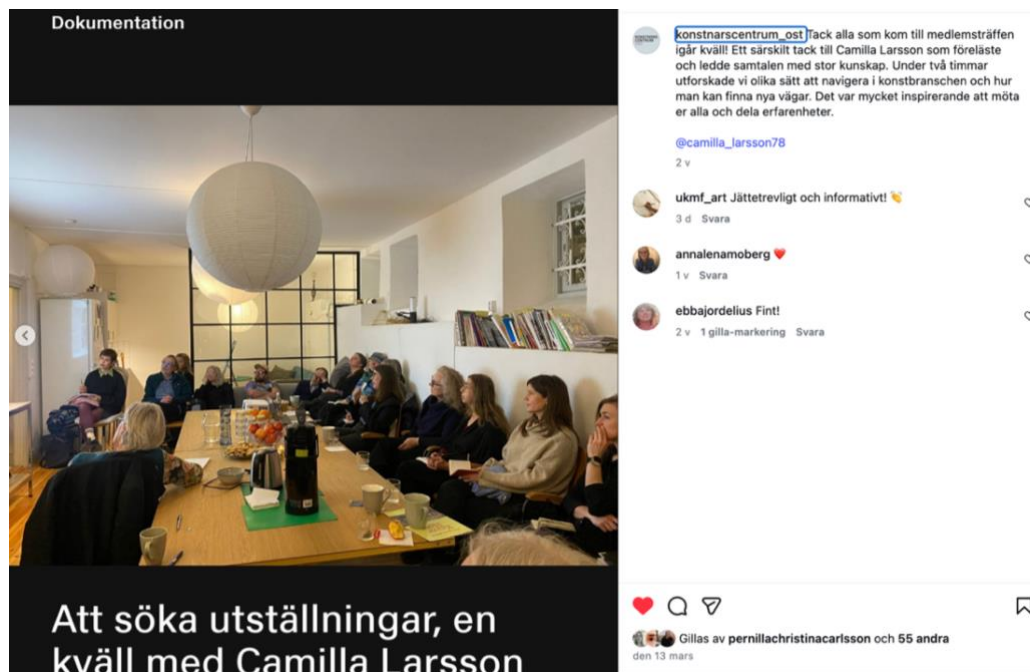 Dokumentation
Att söka utställningar, en
kväll med Camilla Larsson
konstnarscentrum_ost Tack alla som kom till medlemsträffen
igår kväll! Ett särskilt tack till Camilla Larsson som föreläste
och ledde samtalen med stor kunskap. Under två timmar
utforskade vi olika sätt att navigera i konstbranschen och hur
man kan finna nya vägar. Det var mycket inspirerande att möta
er alla och dela erfarenheter.
@camilla_larsson78
2 v
ukmf_art Jättetrevligt och informativt! 👏
3 d Svara
annalenamoberg ❤️
1 v Svara
ebbajordelius Fint!
2 v 1 gilla-markering Svara
Gillas av pernillachristinacarlsson och 55 andra
den 13 mars